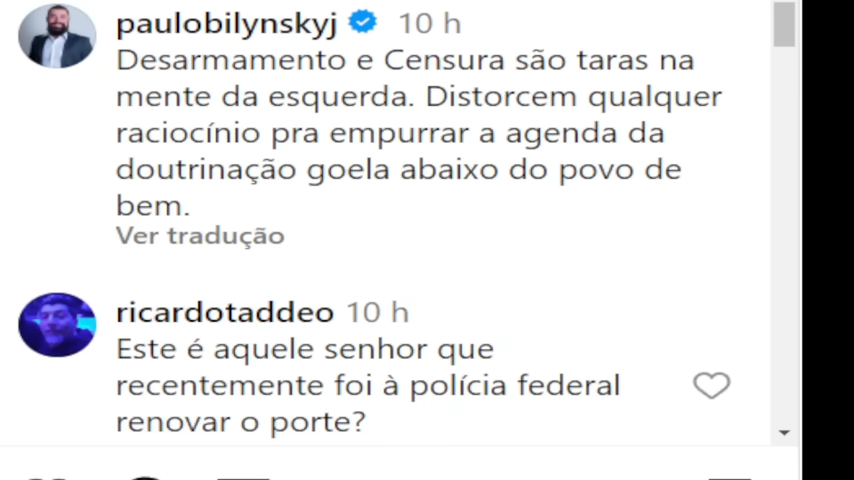 paulobilynskyj 10 h
Desarmamento e Censura são taras na
mente da esquerda. Distorcem qualquer
raciocínio pra empurrar a agenda da
doutrinação goela abaixo do povo de
bem.
Ver tradução
ricardotaddeo 10 h
Este é aquele senhor que
recentemente foi à polícia federal
renovar o porte?